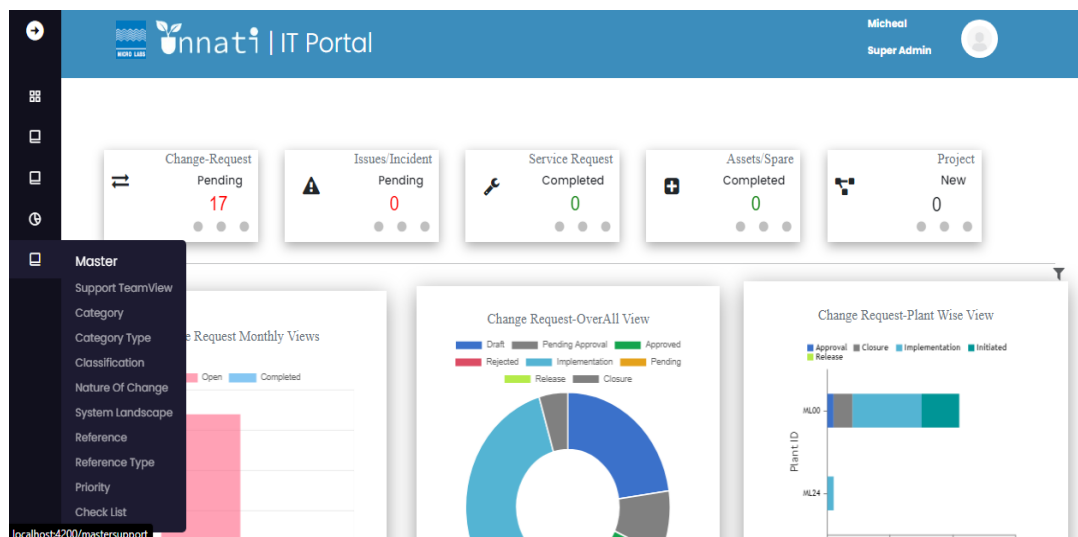 MICRO LABS
Unnati | IT Portal
Micheal
Super Admin
Change-Request
Pending
17
Issues/Incident
Pending
0
Service Request
Completed
0
Assets/Spare
Completed
0
Project
New
0
Master
Support TeamView
Category
Category Type
Classification
Nature Of Change
System Landscape
Reference
Reference Type
Priority
Check List
localhost:4200/mastersupport
e Request Monthly Views
Open Completed
Change Request-OverAll View
Draft Pending Approval Approved
Rejected Implementation Pending
Release Closure
Change Request-Plant Wise View
Approval Closure Implementation Initiated
Release
Plant ID
ML00
ML24